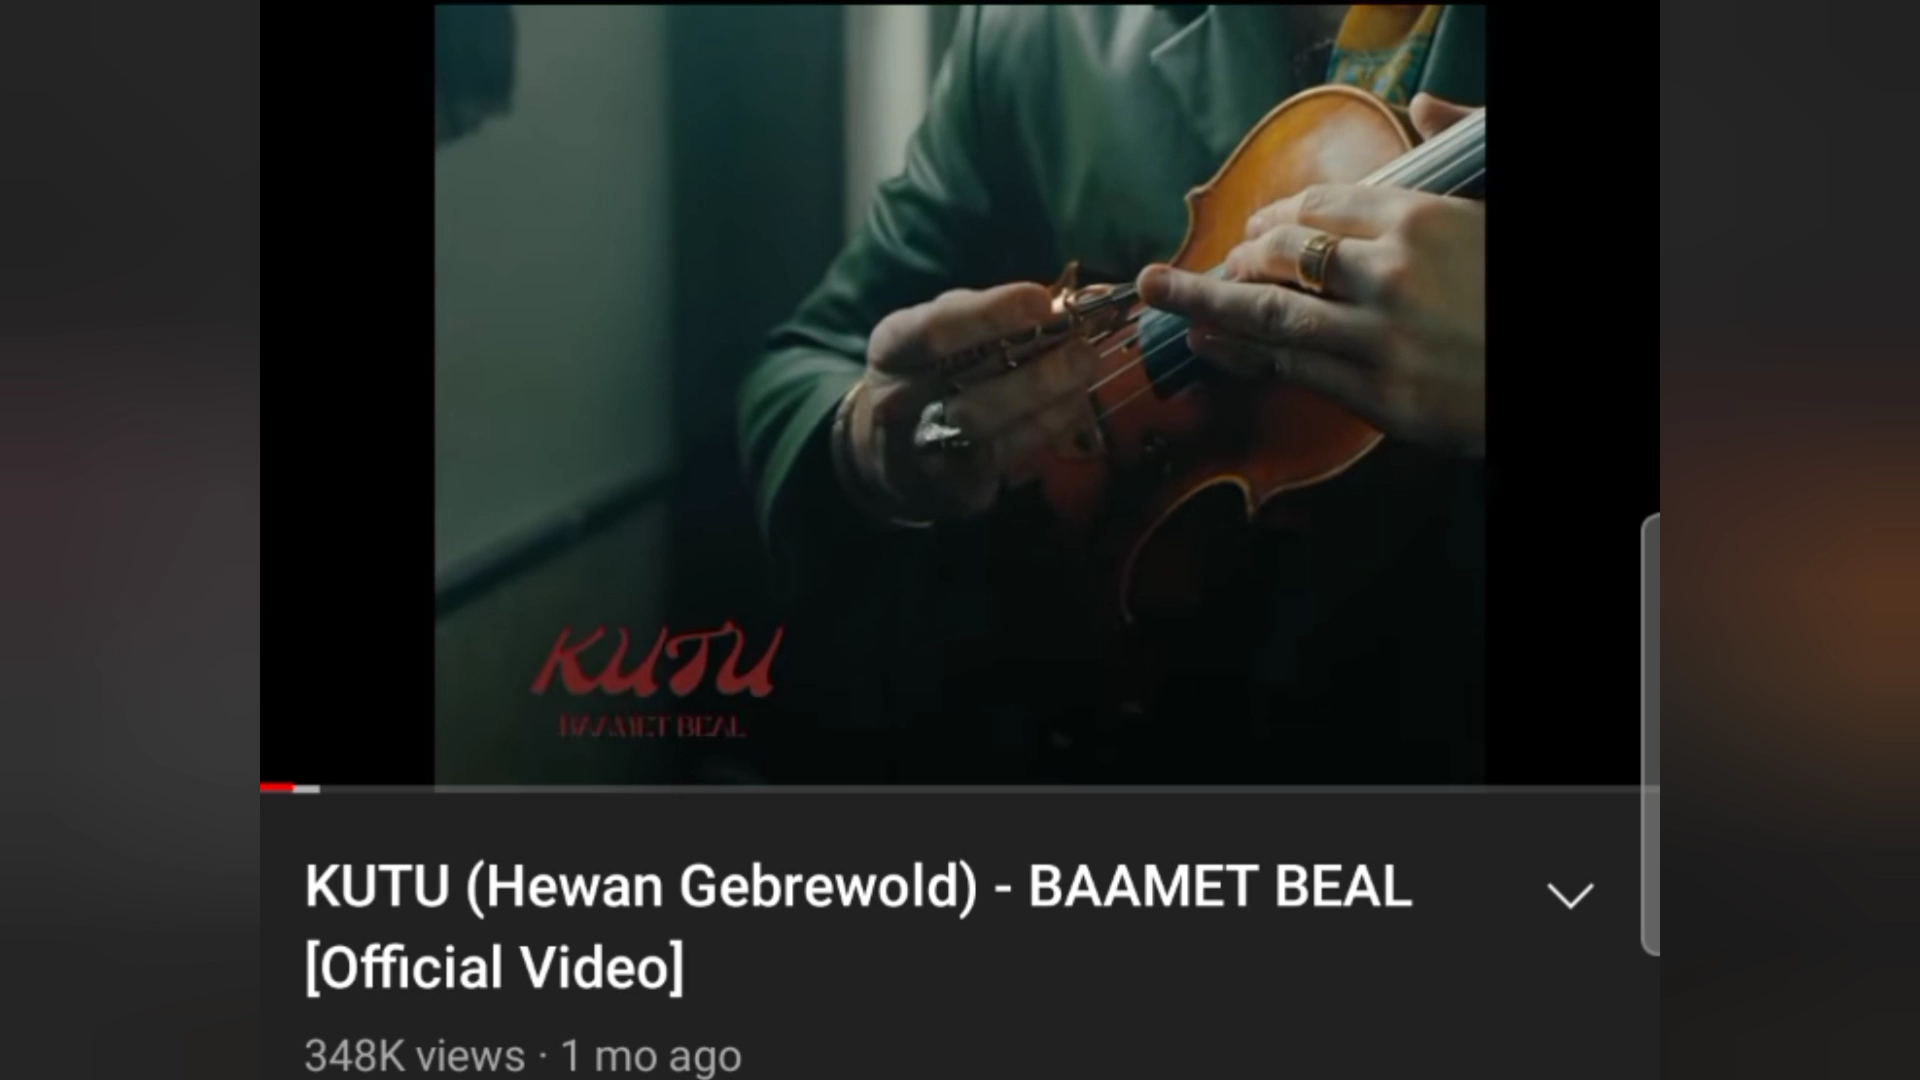 KUTU
BAAMET BEAL
KUTU (Hewan Gebrewold) - BAAMET BEAL
[Official Video]
348K views · 1 mo ago